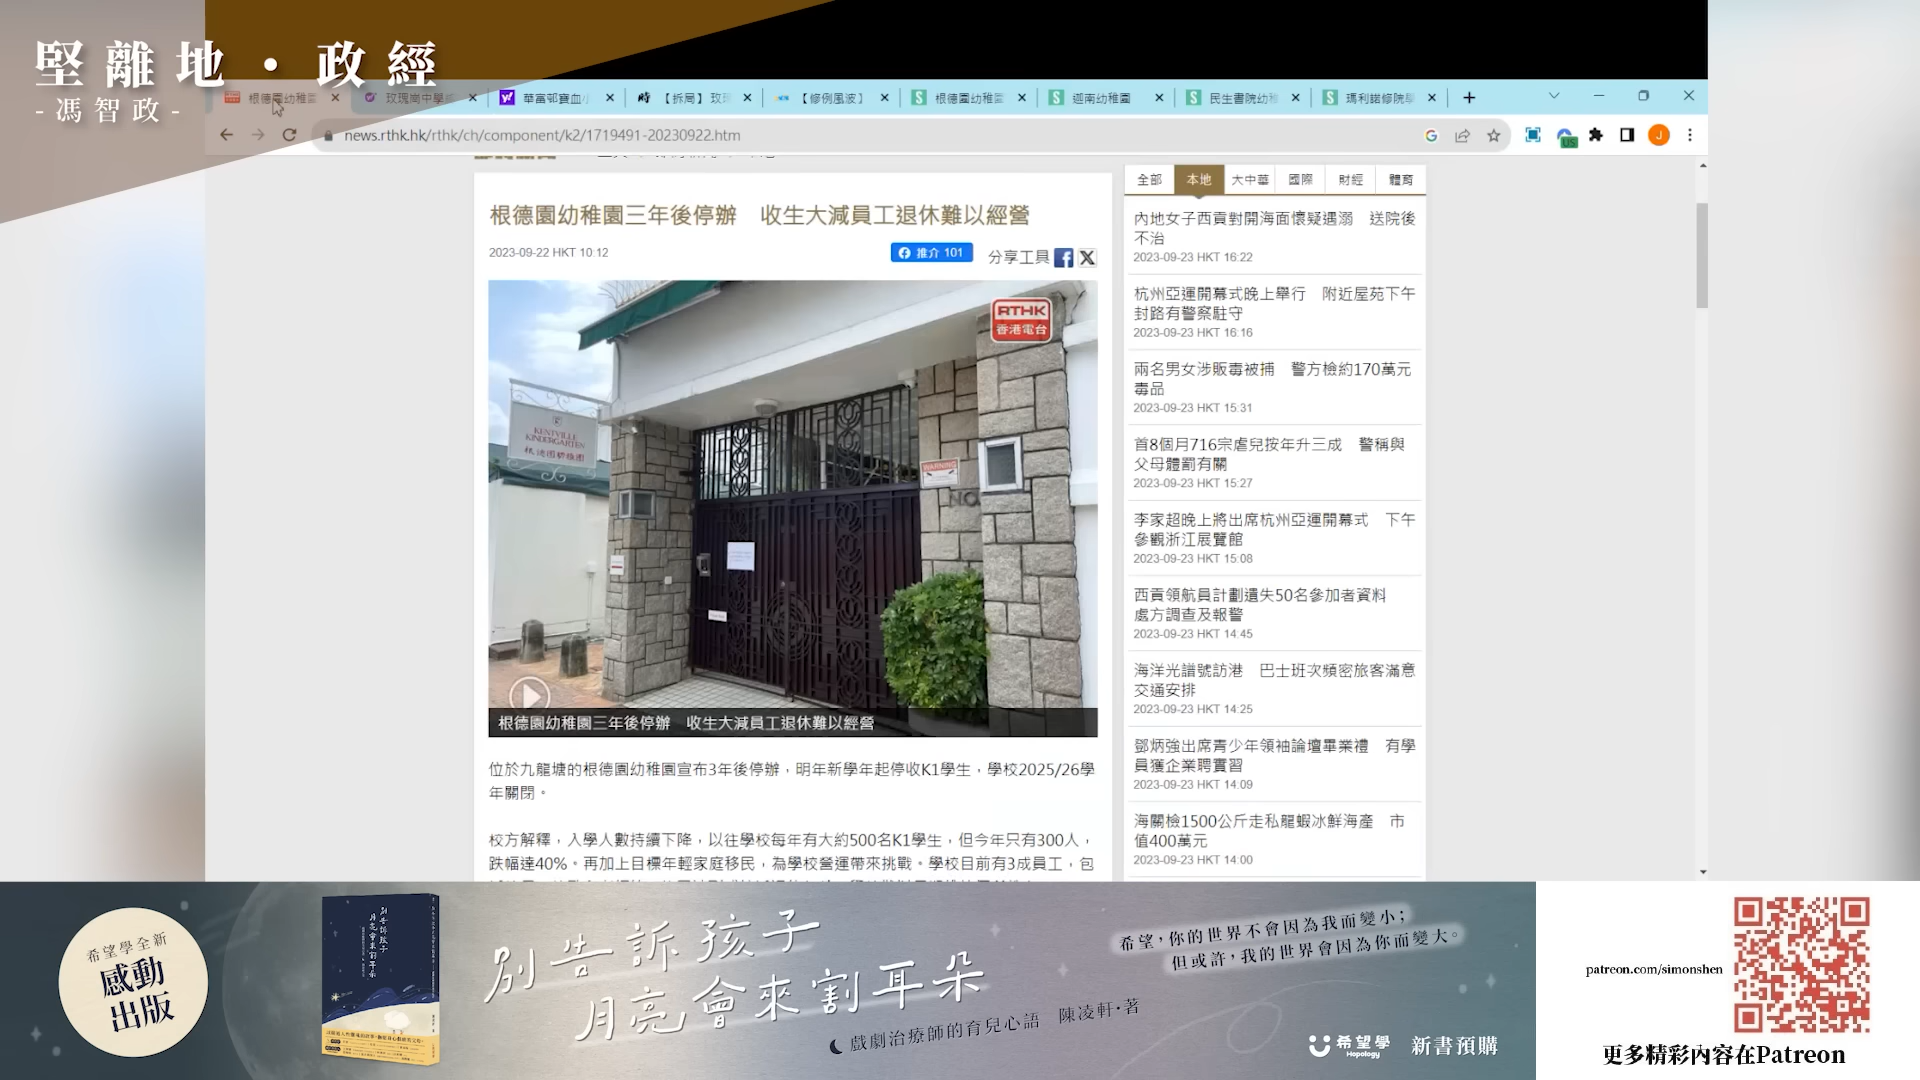 堅離地・政經
- 馮智政 -
根德園幼稚園
玫瑰崗中學
華富邨寶血
【拆局】玫瑰
【修例風波】
根德園幼稚園
迦南幼稚園
民生書院幼稚
瑪利諾修院學
news.rthk.hk/rthk/ch/component/k2/1719491-20230922.htm
根德園幼稚園三年後停辦 收生大減員工退休難以經營
2023-09-22 HKT 10:12
推介 101
分享工具
RTHK
香港電台
KENTVILLE
KINDERGARTEN
根德園幼稚園
WARNING
NO.
根德園幼稚園三年後停辦 收生大減員工退休難以經營
位於九龍塘的根德園幼稚園宣布3年後停辦，明年新學年起停收K1學生，學校2025/26學
年關閉。
校方解釋，入學人數持續下降，以往學校每年有大約500名K1學生，但今年只有300人，
跌幅達40%。再加上目標年輕家庭移民，為學校營運帶來挑戰。學校目前有3成員工，包
全部
本地
大中華
國際
財經
體育
內地女子西貢對開海面懷疑遇溺 送院後
不治
2023-09-23 HKT 16:22
杭州亞運開幕式晚上舉行 附近屋苑下午
封路有警察駐守
2023-09-23 HKT 16:16
兩名男女涉販毒被捕 警方檢約170萬元
毒品
2023-09-23 HKT 15:31
首8個月716宗虐兒按年升三成 警稱與
父母體罰有關
2023-09-23 HKT 15:27
李家超晚上將出席杭州亞運開幕式 下午
參觀浙江展覽館
2023-09-23 HKT 15:08
西貢領航員計劃遺失50名參加者資料
處方調查及報警
2023-09-23 HKT 14:45
海洋光譜號訪港 巴士班次頻密旅客滿意
交通安排
2023-09-23 HKT 14:25
鄧炳強出席青少年領袖論壇畢業禮 有學
員獲企業聘實習
2023-09-23 HKT 14:09
海關檢1500公斤走私龍蝦冰鮮海產 市
值400萬元
2023-09-23 HKT 14:00
希望學全新
感動
出版
別告訴孩子
月亮會來割耳朵
別告訴孩子
月亮會來割耳朵
戲劇治療師的育兒心語 陳凌軒・著
希望，你的世界不會因為我而變小；
但或許，我的世界會因為你而變大。
希望學
Hopology
新書預購
patreon.com/simonshen
更多精彩內容在Patreon